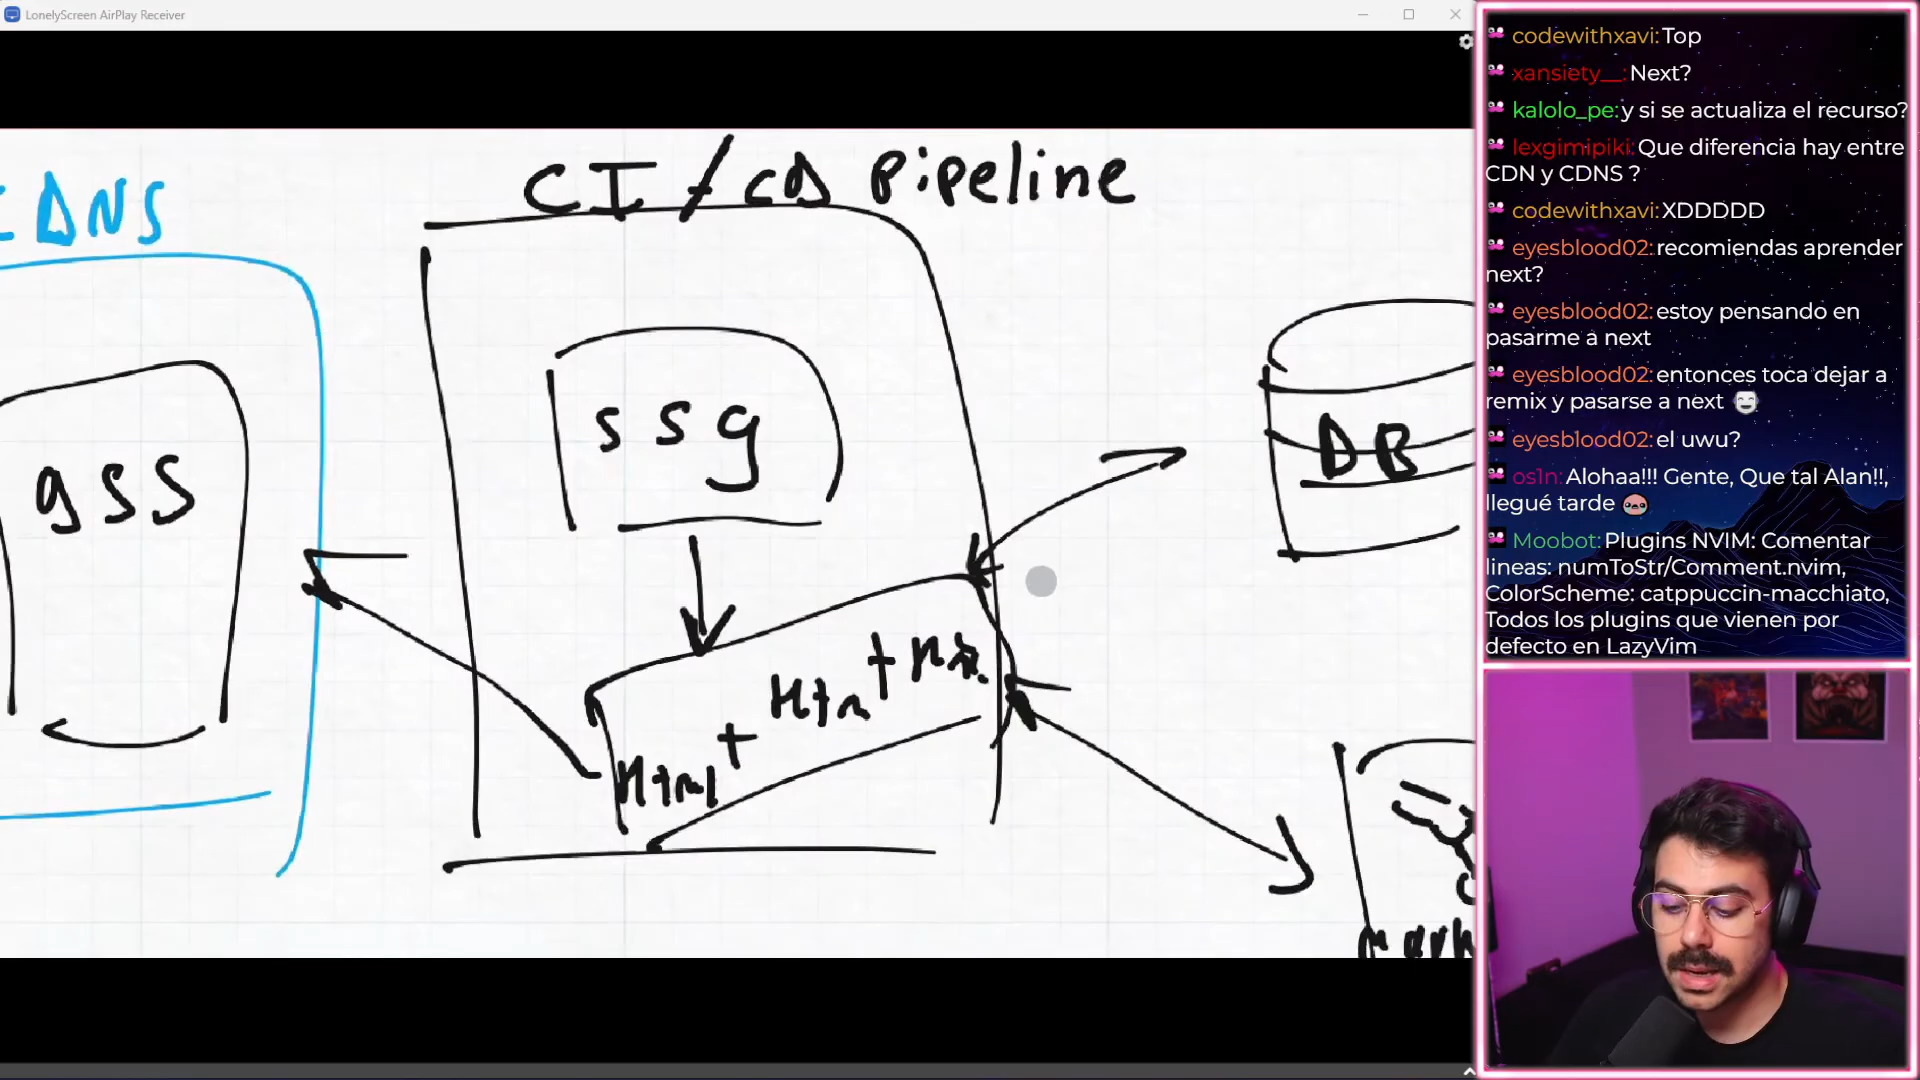 LonelyScreen AirPlay Receiver
CDNS
CI/CD Pipeline
ssg
gss
DB
Html + Htm +
codewithxavi: Top
xansiety__: Next?
kalolo_pe: y si se actualiza el recurso?
lexgimipiki: Que diferencia hay entre
CDN y CDNS ?
codewithxavi: XDDDDD
eyesblood02: recomiendas aprender
next?
eyesblood02: estoy pensando en
pasarme a next
eyesblood02: entonces toca dejar a
remix y pasarse a next
eyesblood02: el uwu?
os1n: Alohaa!!! Gente, Que tal Alan!!,
llegué tarde
Moobot: Plugins NVIM: Comentar
lineas: numToStr/Comment.nvim,
ColorScheme: catppuccin-macchiato,
Todos los plugins que vienen por
defecto en LazyVim